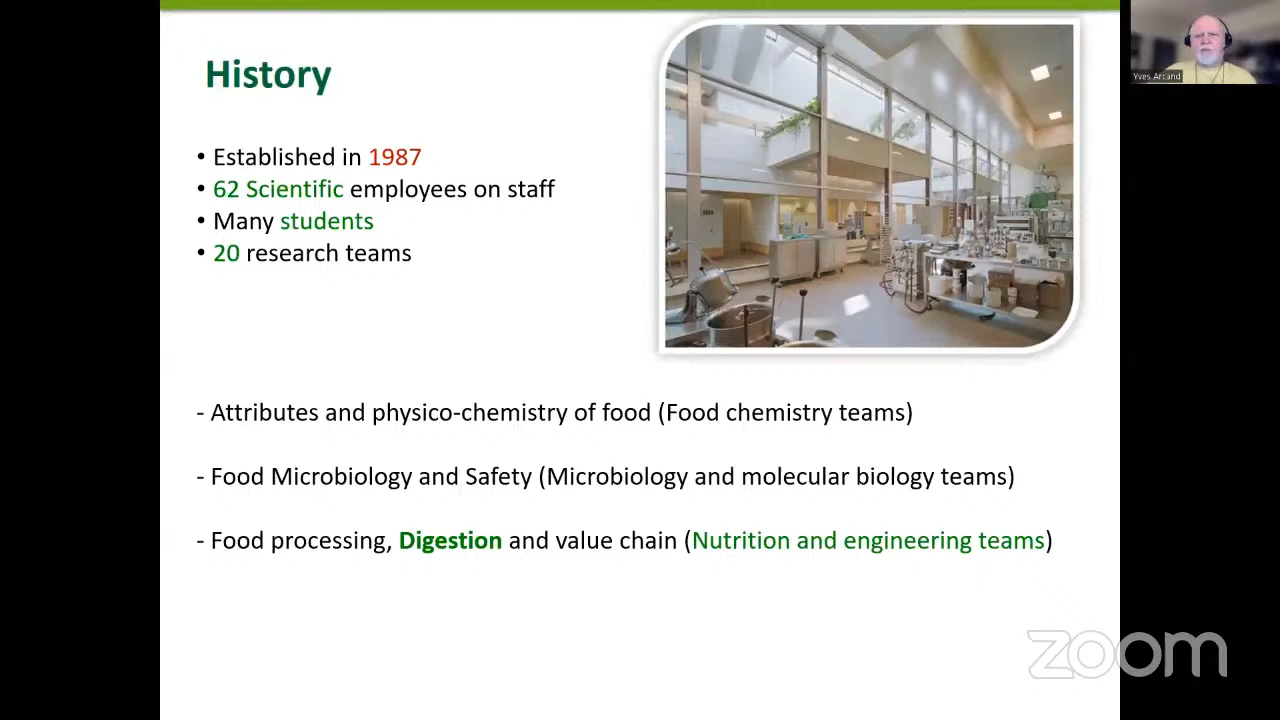 History
• Established in 1987
• 62 Scientific employees on staff
• Many students
• 20 research teams
- Attributes and physico-chemistry of food (Food chemistry teams)
- Food Microbiology and Safety (Microbiology and molecular biology teams)
- Food processing, Digestion and value chain (Nutrition and engineering teams)
Yves Arcand
zoom